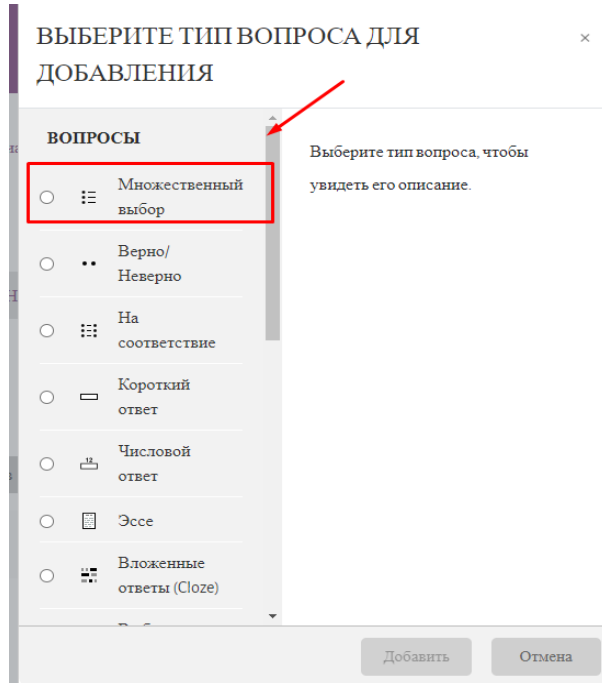 ВЫБЕРИТЕ ТИП ВОПРОСА ДЛЯ
ДОБАВЛЕНИЯ
×
ВОПРОСЫ
Выберите тип вопроса, чтобы
увидеть его описание.
Множественный
выбор
Верно/
Неверно
На
соответствие
Короткий
ответ
12
Числовой
ответ
Эссе
Вложенные
ответы (Cloze)
Добавить
Отмена